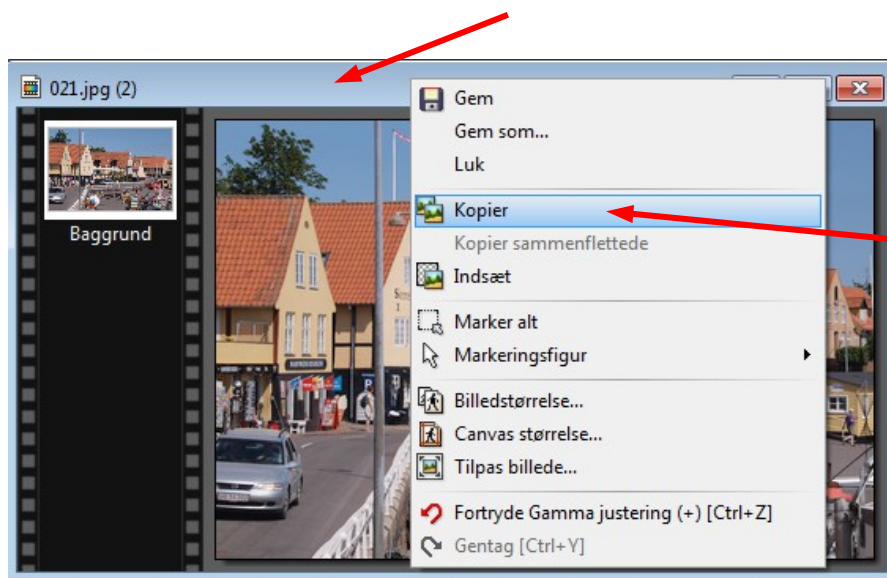 021.jpg (2)
Baggrund
Gem
Gem som...
Luk
Kopier
Kopier sammenflettede
Indsæt
Marker alt
Markeringsfigur
Billedstørrelse...
Canvas størrelse...
Tilpas billede...
Fortryde Gamma justering (+) [Ctrl+Z]
Gentag [Ctrl+Y]